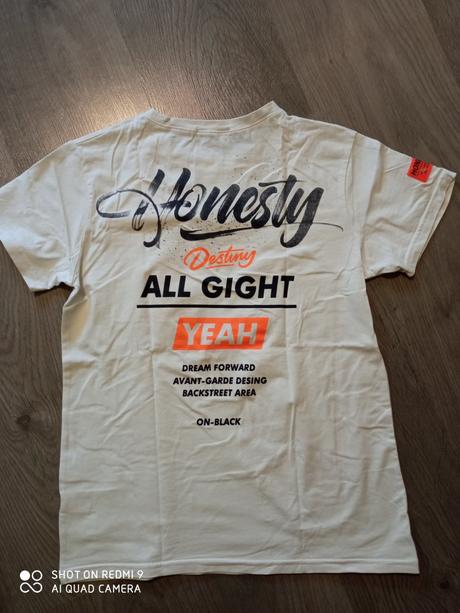 Honesty
Destiny
ALL GIGHT
YEAH
DREAM FORWARD
AVANT-GARDE DESING
BACKSTREET AREA
ON-BLACK
SHOT ON REDMI 9
AI QUAD CAMERA